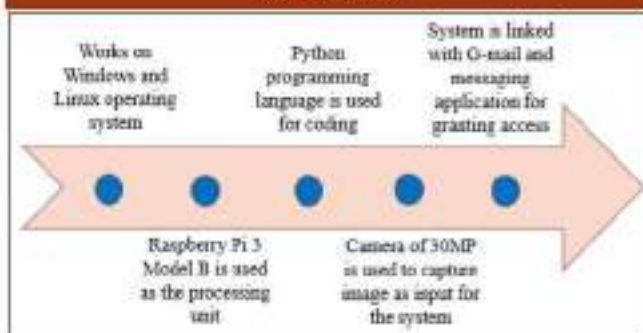 Works on
Windows and
Linux operating
system
Raspberry Pi 3
Model B is used
as the processing
unit
Python
programming
language is used
for coding
Camera of 30MP
is used to capture
image as input for
the system
System is linked
with G-mail and
messaging
application for
granting access